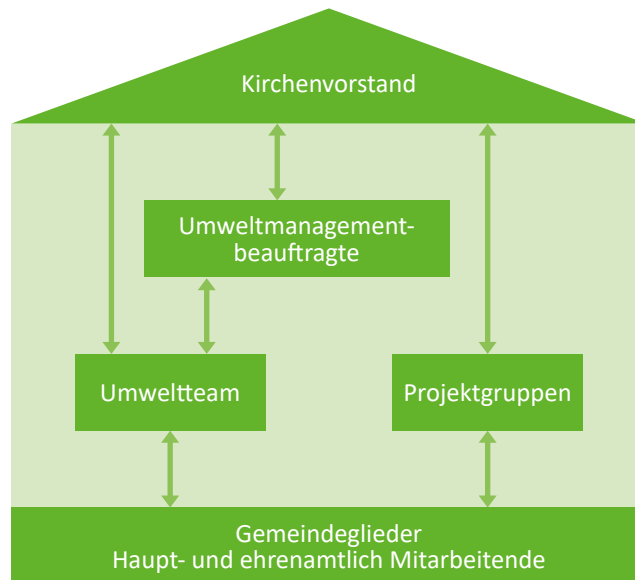 Kirchenvorstand
Umweltmanagement-
beauftragte
Umweltteam
Projektgruppen
Gemeindeglieder
Haupt- und ehrenamtlich Mitarbeitende